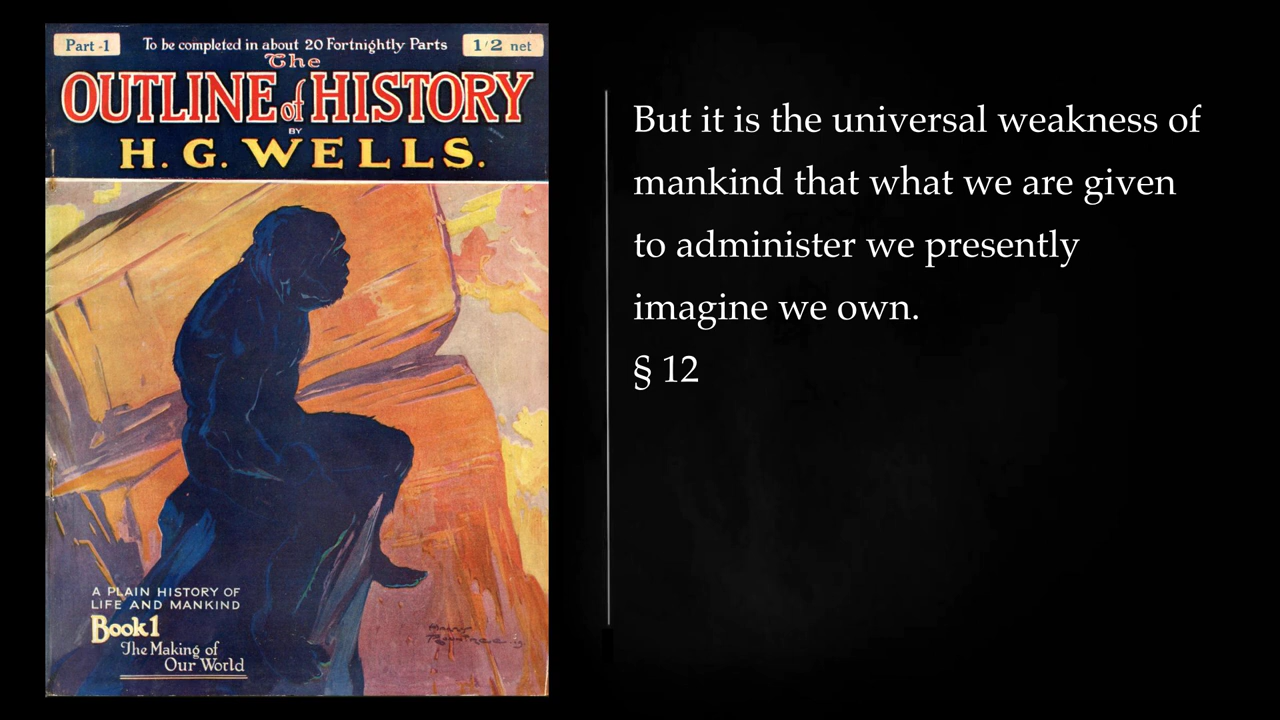 Part -1
To be completed in about 20 Fortnightly Parts
1/2 net
The
OUTLINE of HISTORY
BY
H. G. WELLS.
A PLAIN HISTORY OF
LIFE AND MANKIND
Book 1
The Making of
Our World
But it is the universal weakness of
mankind that what we are given
to administer we presently
imagine we own.
§ 12